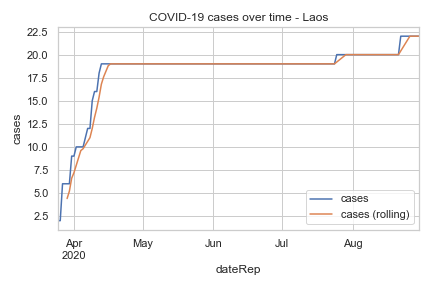 COVID-19 cases over time - Laos
22.5
20.0
17.5
15.0
12.5
10.0
7.5
5.0
2.5
cases
cases
cases (rolling)
Apr
2020
May
Jun
Jul
Aug
dateRep